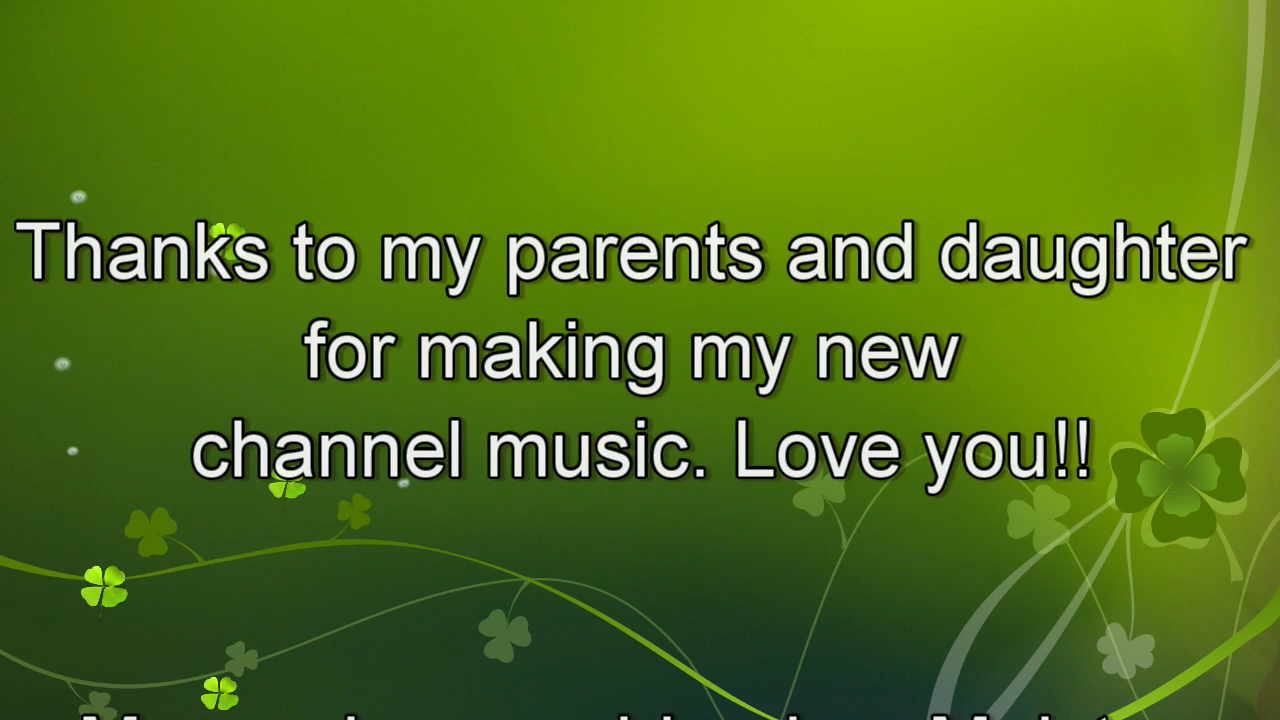 Thanks to my parents and daughter
for making my new
channel music. Love you!!